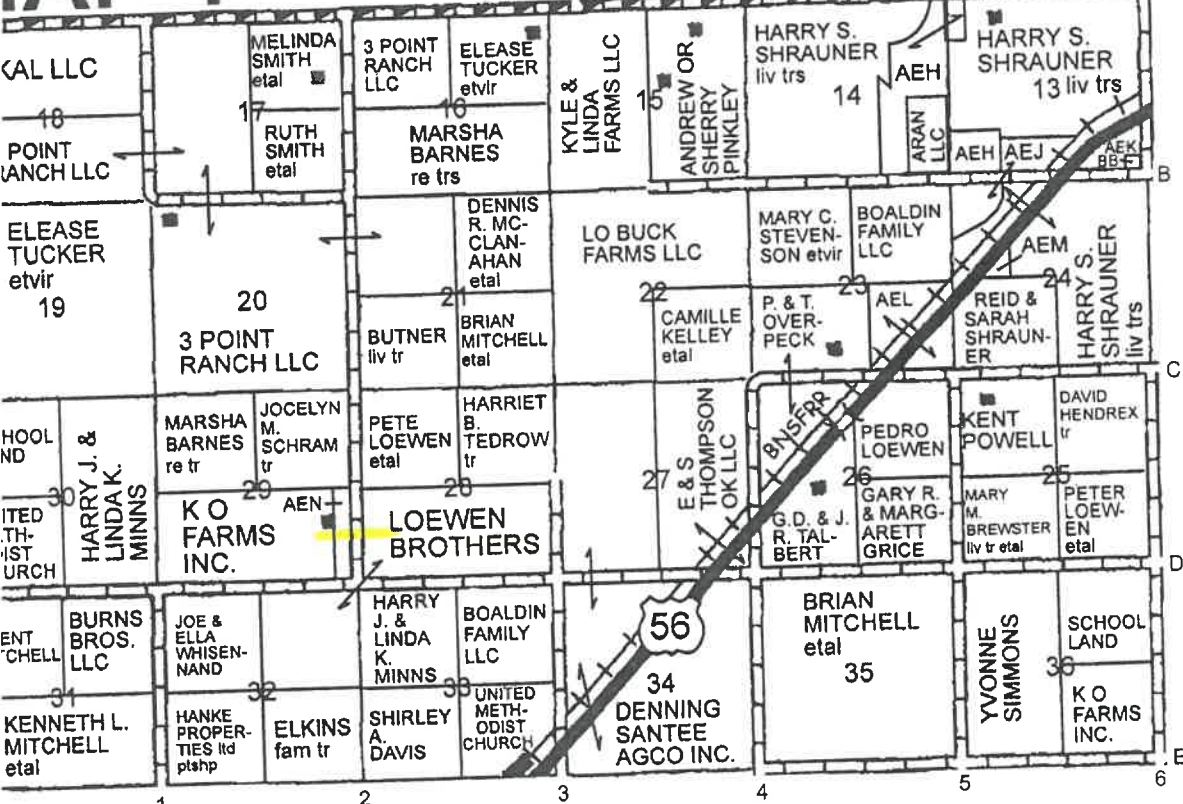 KAL LLC
18
POINT
RANCH LLC
17
MELINDA
SMITH
etal
RUTH
SMITH
etal
3 POINT
RANCH
LLC
ELEASE
TUCKER
etvir
16
MARSHA
BARNES
re trs
KYLE &
LINDA
FARMS LLC
15
ANDREW OR
SHERRY
PINKLEY
HARRY S.
SHRAUNER
liv trs
14
AEH
ARAN
LLC
HARRY S.
SHRAUNER
13 liv trs
AEH
AEJ
AEK
BB
B
ELEASE
TUCKER
etvir
19
20
3 POINT
RANCH LLC
DENNIS
R. MC-
CLAN-
AHAN
etal
21
BUTNER
liv tr
BRIAN
MITCHELL
etal
LO BUCK
FARMS LLC
22
CAMILLE
KELLEY
etal
MARY C.
STEVEN-
SON etvir
BOALDIN
FAMILY
LLC
23
P. & T.
OVER-
PECK
AEL
AEM
24
REID &
SARAH
SHRAUN-
ER
HARRY S.
SHRAUNER
liv trs
C
HOOL
ND
30
ITED
TH-
IST
URCH
HARRY J. &
LINDA K.
MINNS
MARSHA
BARNES
re tr
JOCELYN
M.
SCHRAM
tr
29
K O
FARMS
INC.
AEN
PETE
LOEWEN
etal
HARRIET
B.
TEDROW
tr
28
LOEWEN
BROTHERS
27
E & S
THOMPSON
OK LLC
BNSFRR
PEDRO
LOEWEN
26
G.D. & J.
R. TAL-
BERT
GARY R.
& MARG-
ARETT
GRICE
KENT
POWELL
DAVID
HENDREX
tr
25
MARY
M.
BREWSTER
liv tr etal
PETER
LOEW-
EN
etal
D
ENT
TCHELL
BURNS
BROS.
LLC
31
KENNETH L.
MITCHELL
etal
JOE &
ELLA
WHISEN-
NAND
32
HANKE
PROPER-
TIES ltd
ptshp
ELKINS
fam tr
HARRY
J. &
LINDA
K.
MINNS
BOALDIN
FAMILY
LLC
33
SHIRLEY
A.
DAVIS
UNITED
METH-
ODIST
CHURCH
56
34
DENNING
SANTEE
AGCO INC.
BRIAN
MITCHELL
etal
35
YVONNE
SIMMONS
SCHOOL
LAND
36
K O
FARMS
INC.
E
1
2
3
4
5
6